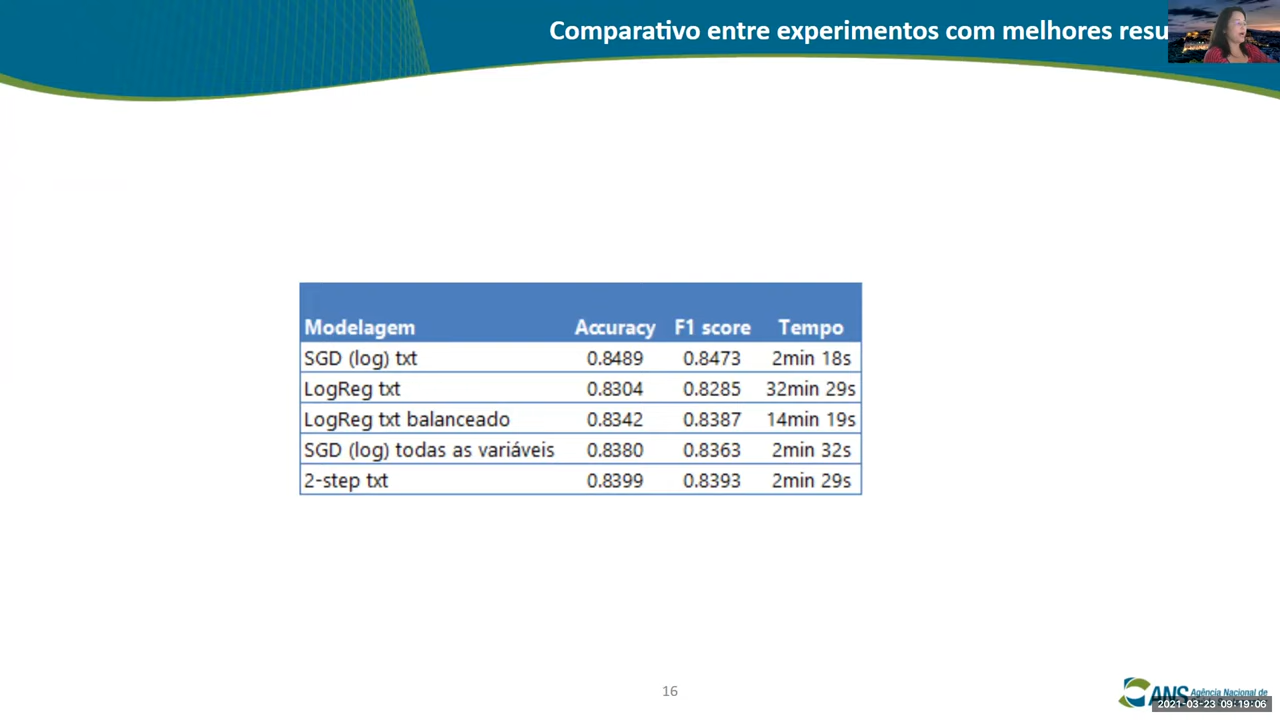 Comparativo entre experimentos com melhores resu
Modelagem Accuracy F1 score Tempo
SGD (log) txt 0.8489 0.8473 2min 18s
LogReg txt 0.8304 0.8285 32min 29s
LogReg txt balanceado 0.8342 0.8387 14min 19s
SGD (log) todas as variáveis 0.8380 0.8363 2min 32s
2-step txt 0.8399 0.8393 2min 29s
16
ANS Agência Nacional de
2021-03-23 09:19:06